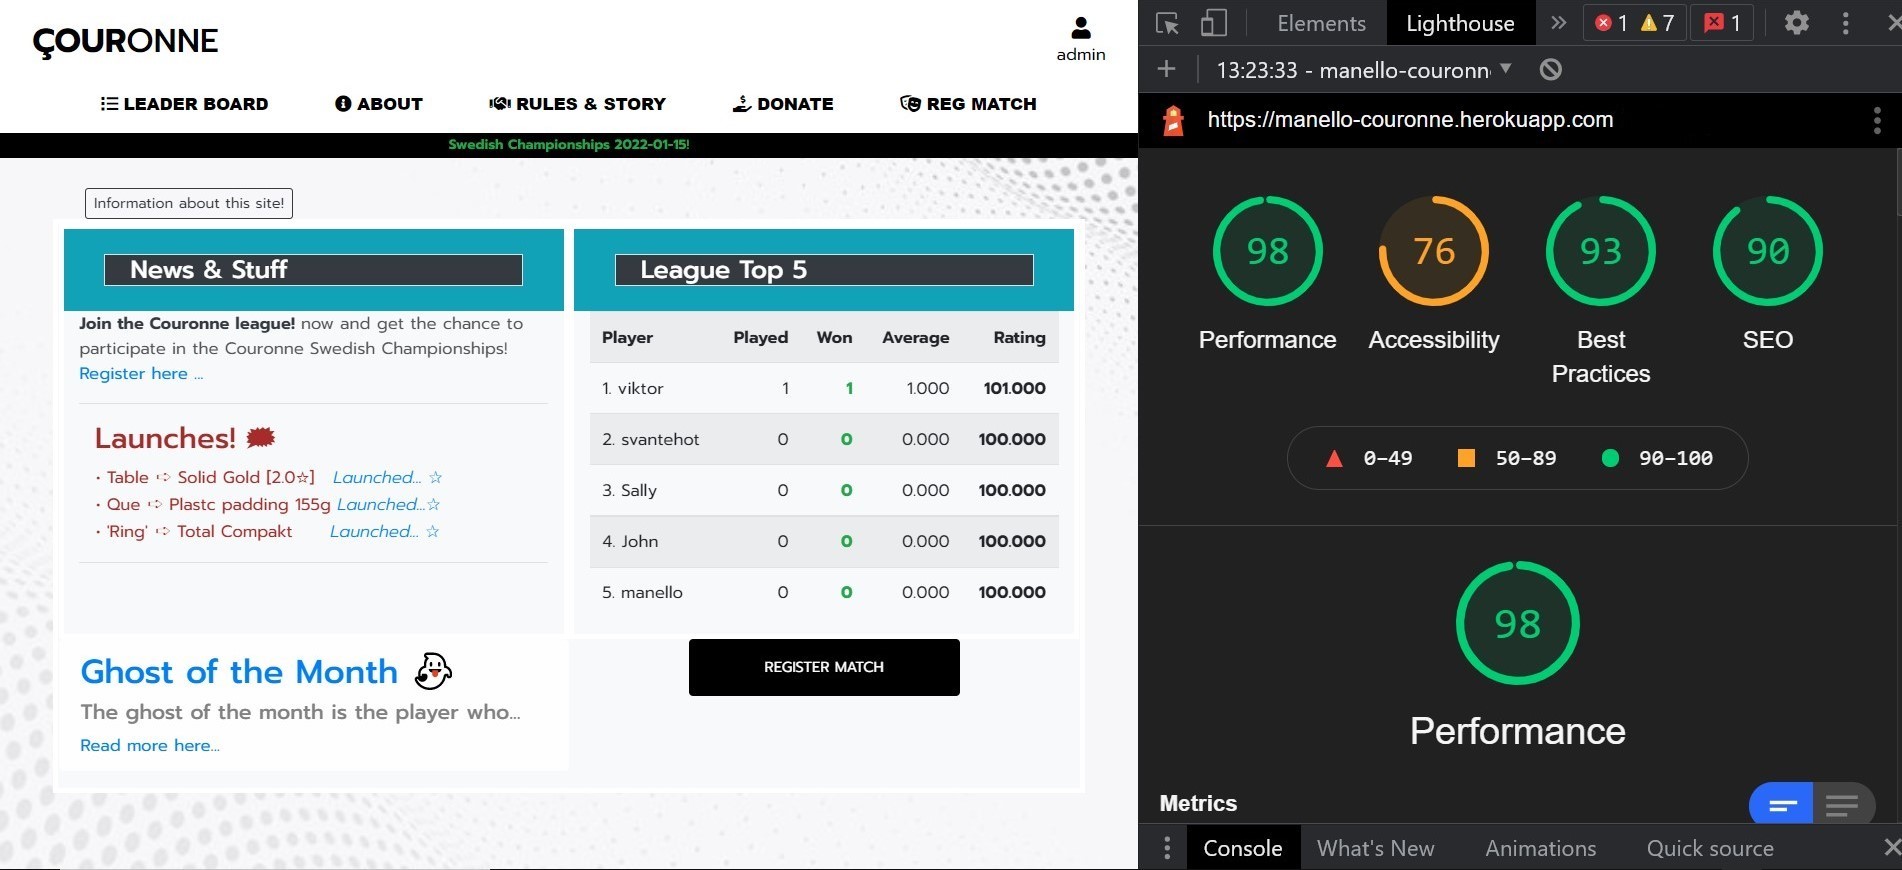 ÇOURONNE
admin
LEADER BOARD ABOUT RULES & STORY DONATE REG MATCH
Swedish Championships 2022-01-15!
Information about this site!
News & Stuff
Join the Couronne league! now and get the chance to
participate in the Couronne Swedish Championships!
Register here ...
Launches!
• Table ➪ Solid Gold [2.0☆] Launched... ☆
• Que ➪ Plastc padding 155g Launched...☆
• 'Ring' ➪ Total Compakt Launched... ☆
Ghost of the Month
The ghost of the month is the player who...
Read more here...
League Top 5
Player Played Won Average Rating
1. viktor 1 1 1.000 101.000
2. svantehot 0 0 0.000 100.000
3. Sally 0 0 0.000 100.000
4. John 0 0 0.000 100.000
5. manello 0 0 0.000 100.000
REGISTER MATCH
Elements Lighthouse » 1 7 1
13:23:33 - manello-couronn
https://manello-couronne.herokuapp.com
98 76 93 90
Performance Accessibility Best Practices SEO
0–49 50–89 90–100
98
Performance
Metrics
Console What's New Animations Quick source